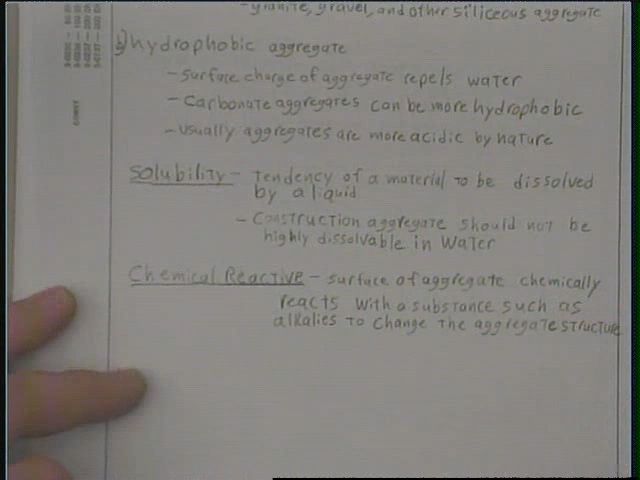 -granite, gravel, and other siliceous aggregate
b) hydrophobic aggregate
- surface charge of aggregate repels water
- Carbonate aggregates can be more hydrophobic
- usually aggregates are more acidic by nature
Solubility - tendency of a material to be dissolved
by a liquid
- Construction aggregate should not be
highly dissolvable in Water
Chemical Reactive - surface of aggregate chemically
reacts with a substance such as
alkalies to change the aggregate structure